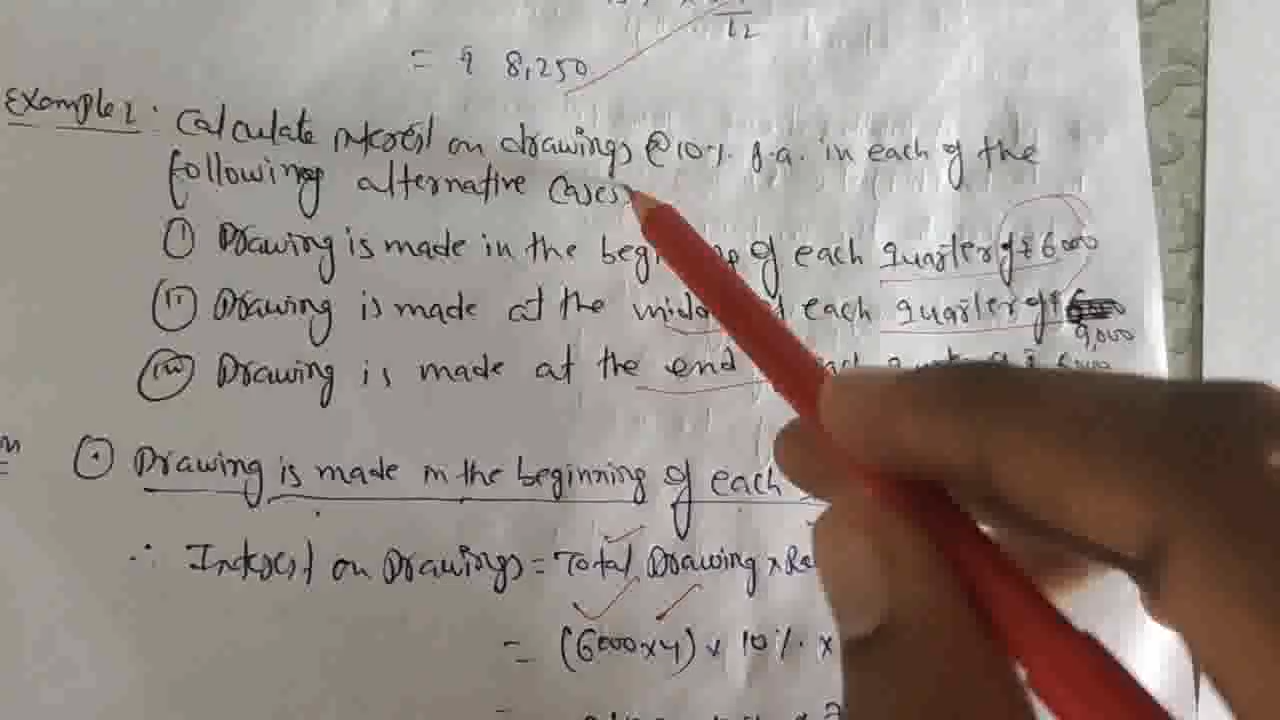 12
= ₹ 8,250
Example 2: Calculate interest on drawings @ 10% p.a. in each of the
following alternative cases
(i) Drawing is made in the of each quarter of ₹ 6000
(ii) Drawing is made at the each quarter of ₹ 9,000
(iii) Drawing is made at the end
(i) Drawing is made in the beginning of each
∴ Interest on Drawings = Total Drawing ×
= (6000×4) × 10% ×
=